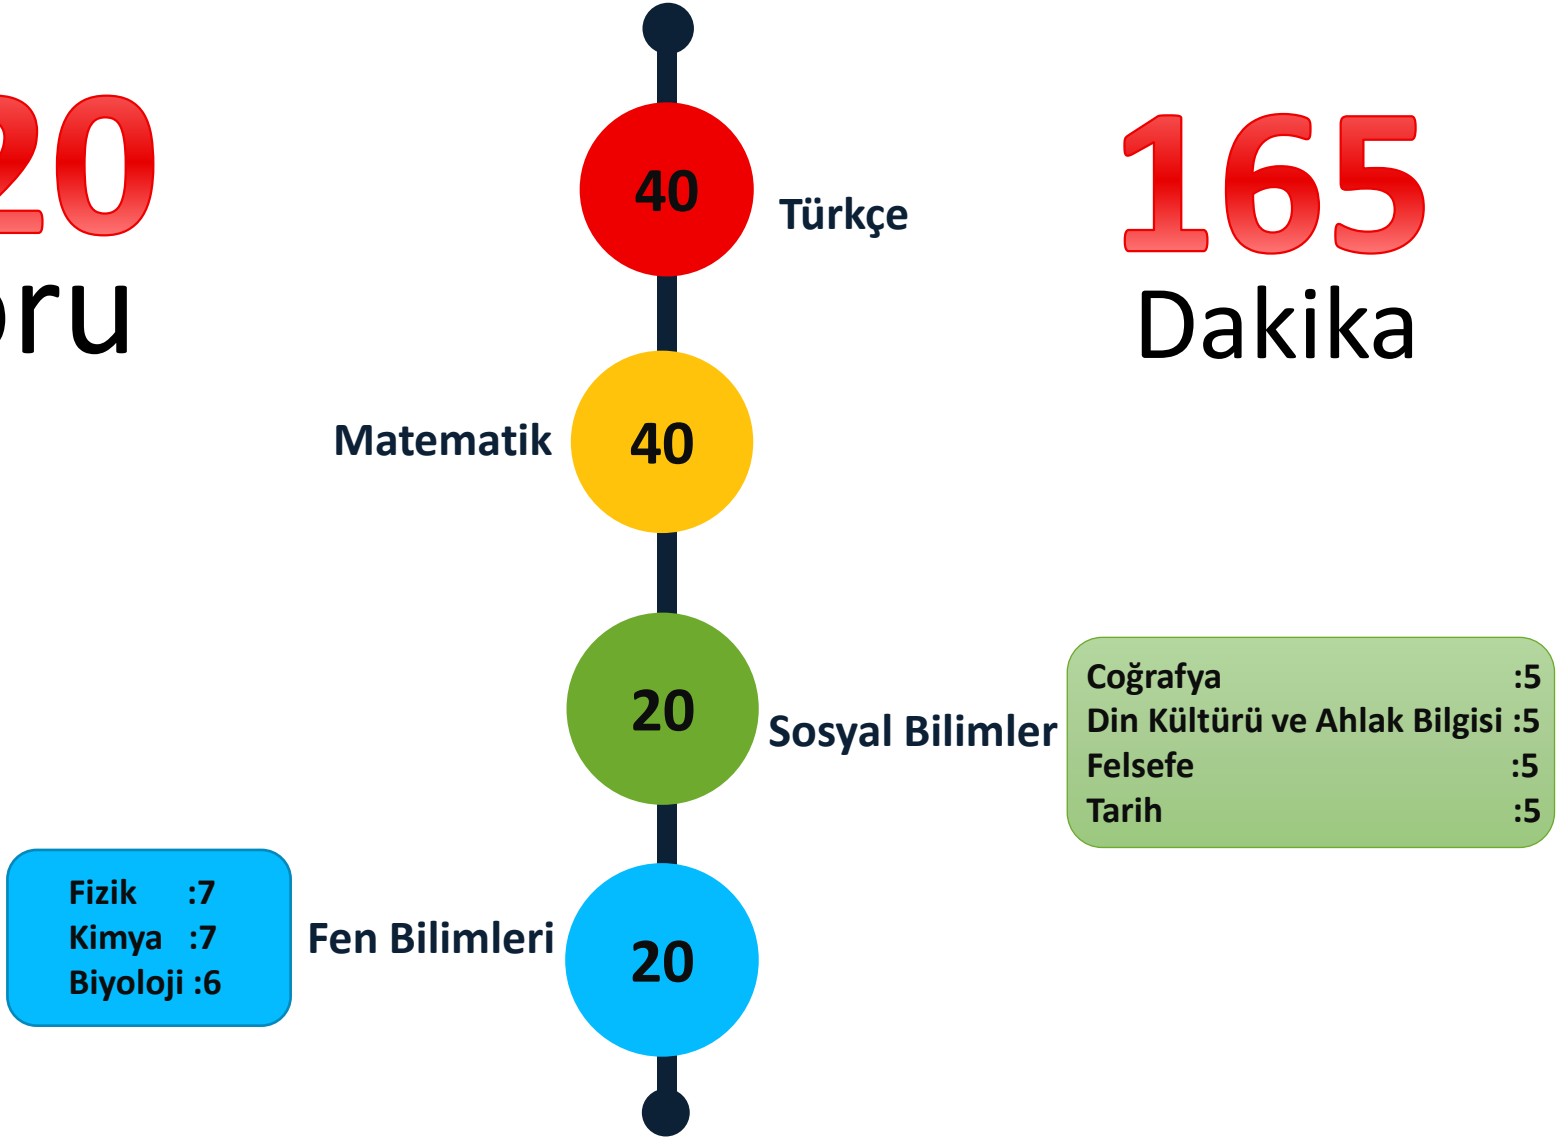 20
oru
40
Türkçe
165
Dakika
Matematik
40
20
Sosyal Bilimler
Coğrafya :5
Din Kültürü ve Ahlak Bilgisi :5
Felsefe :5
Tarih :5
Fizik :7
Kimya :7
Biyoloji :6
Fen Bilimleri
20